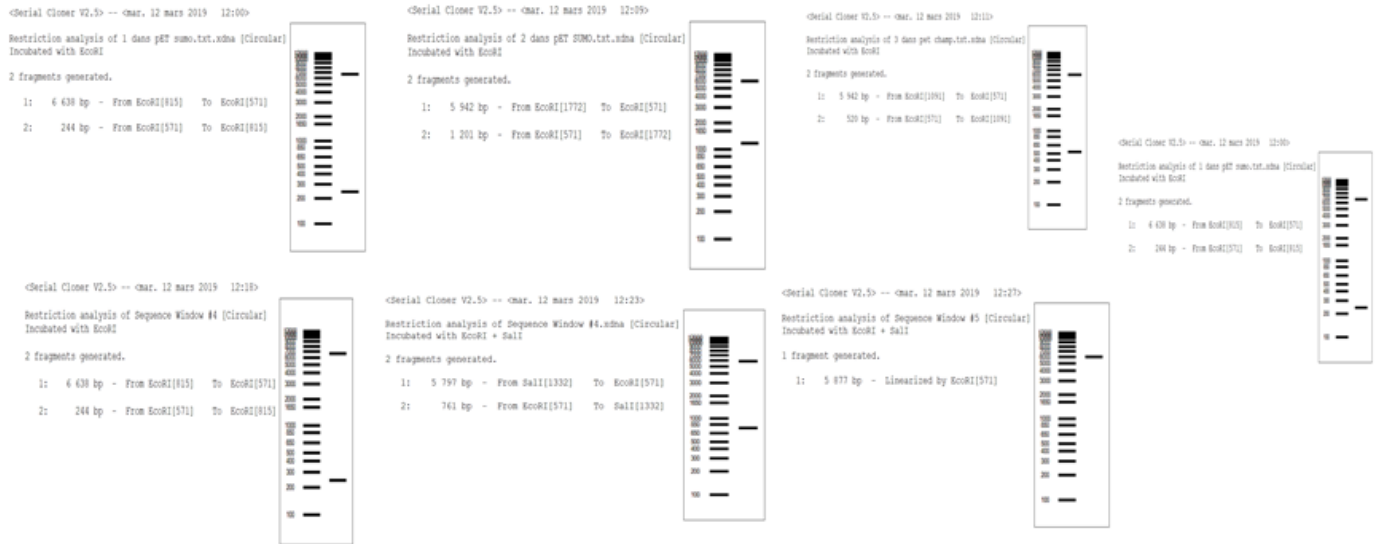 <Serial Cloner V2.5> -- <mar. 12 mars 2019 12:00>
Restriction analysis of 1 dans pET sumo.txt.xdna [Circular]
Incubated with EcoRI
2 fragments generated.
1: 6 638 bp - From EcoRI[815] To EcoRI[571]
2: 244 bp - From EcoRI[571] To EcoRI[815]
<Serial Cloner V2.5> -- <mar. 12 mars 2019 12:09>
Restriction analysis of 2 dans pET SUMO.txt.xdna [Circular]
Incubated with EcoRI
2 fragments generated.
1: 5 942 bp - From EcoRI[1772] To EcoRI[571]
2: 1 201 bp - From EcoRI[571] To EcoRI[1772]
<Serial Cloner V2.5> -- <mar. 12 mars 2019 12:11>
Restriction analysis of 3 dans pet champ.txt.xdna [Circular]
Incubated with EcoRI
2 fragments generated.
1: 5 942 bp - From EcoRI[1091] To EcoRI[571]
2: 520 bp - From EcoRI[571] To EcoRI[1091]
<Serial Cloner V2.5> -- <mar. 12 mars 2019 12:00>
Restriction analysis of 1 dans pET sumo.txt.xdna [Circular]
Incubated with EcoRI
2 fragments generated.
1: 6 638 bp - From EcoRI[815] To EcoRI[571]
2: 244 bp - From EcoRI[571] To EcoRI[815]
<Serial Cloner V2.5> -- <mar. 12 mars 2019 12:18>
Restriction analysis of Sequence Window #4 [Circular]
Incubated with EcoRI
2 fragments generated.
1: 6 638 bp - From EcoRI[815] To EcoRI[571]
2: 244 bp - From EcoRI[571] To EcoRI[815]
<Serial Cloner V2.5> -- <mar. 12 mars 2019 12:23>
Restriction analysis of Sequence Window #4.xdna [Circular]
Incubated with EcoRI + SalI
2 fragments generated.
1: 5 797 bp - From SalI[1332] To EcoRI[571]
2: 761 bp - From EcoRI[571] To SalI[1332]
<Serial Cloner V2.5> -- <mar. 12 mars 2019 12:27>
Restriction analysis of Sequence Window #5 [Circular]
Incubated with EcoRI + SalI
1 fragment generated.
1: 5 877 bp - Linearized by EcoRI[571]